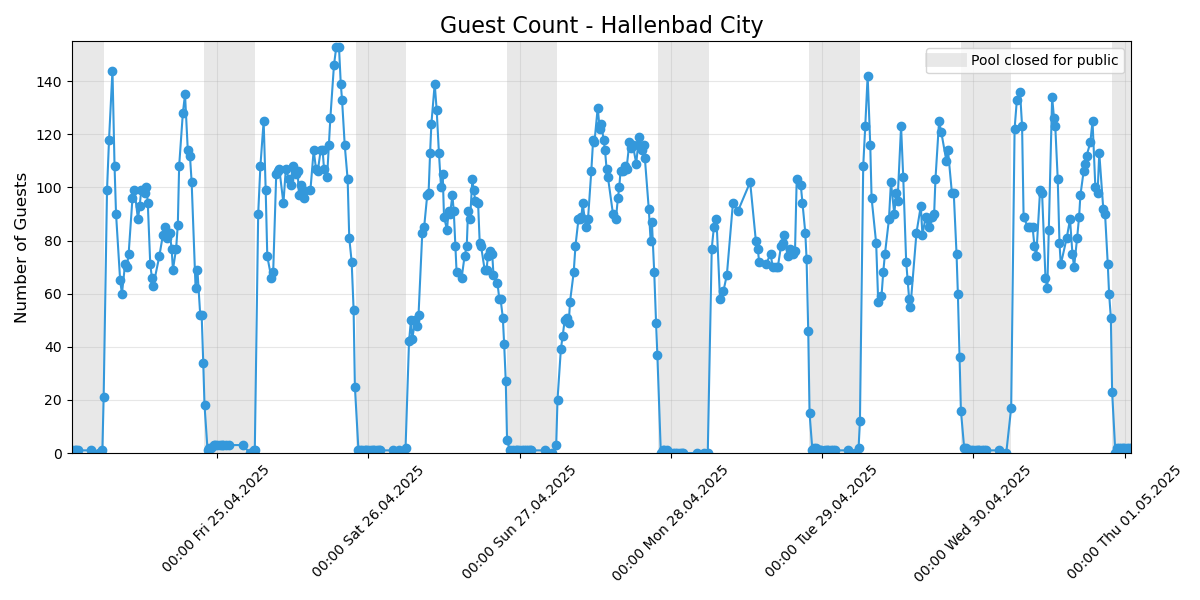 Guest Count - Hallenbad City
Pool closed for public
Number of Guests
140
120
100
80
60
40
20
0
00:00 Fri 25.04.2025
00:00 Sat 26.04.2025
00:00 Sun 27.04.2025
00:00 Mon 28.04.2025
00:00 Tue 29.04.2025
00:00 Wed 30.04.2025
00:00 Thu 01.05.2025